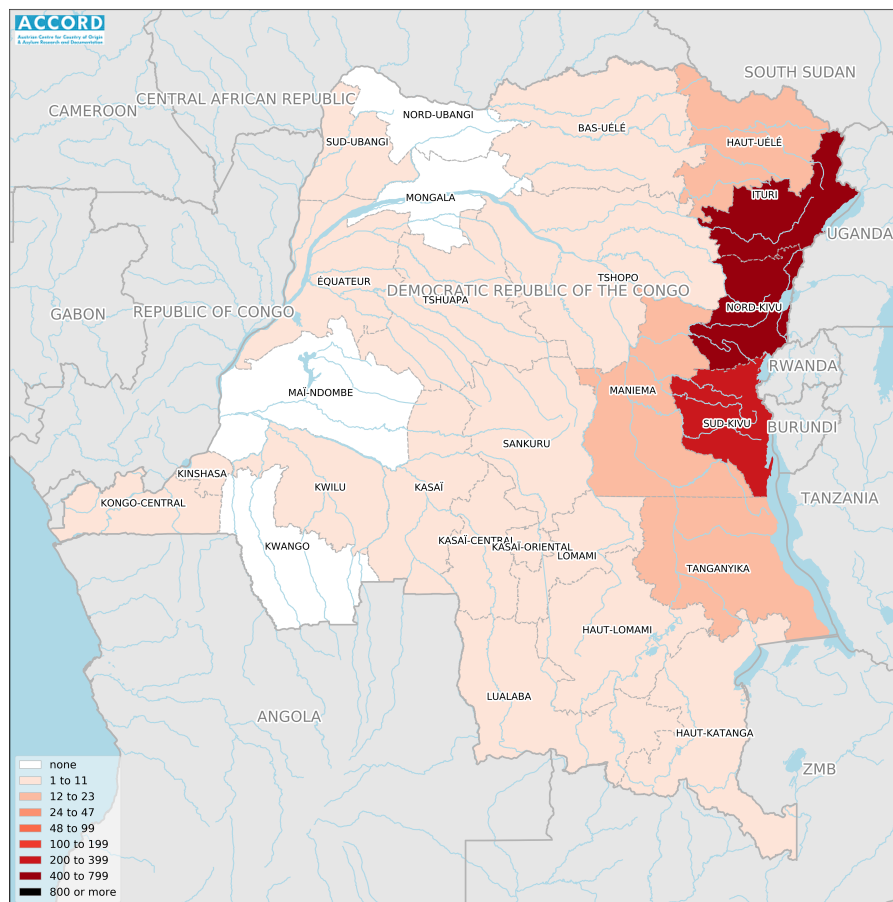 ACCORD
Austrian Centre for Country of Origin
& Asylum Research and Documentation
SOUTH SUDAN
CENTRAL AFRICAN REPUBLIC
CAMEROON
NORD-UBANGI
BAS-UÉLÉ
SUD-UBANGI
HAUT-UÉLÉ
ITURI
MONGALA
UGANDA
TSHOPO
ÉQUATEUR
DEMOCRATIC REPUBLIC OF THE CONGO
TSHUAPA
NORD-KIVU
GABON
REPUBLIC OF CONGO
RWANDA
MANIEMA
MAÏ-NDOMBE
SUD-KIVU
BURUNDI
SANKURU
KINSHASA
KWILU
KASAÏ
TANZANIA
KONGO-CENTRAL
KASAÏ-CENTRAL
KWANGO
KASAÏ-ORIENTAL
LOMAMI
TANGANYIKA
HAUT-LOMAMI
LUALABA
ANGOLA
HAUT-KATANGA
ZMB
none
1 to 11
12 to 23
24 to 47
48 to 99
100 to 199
200 to 399
400 to 799
800 or more